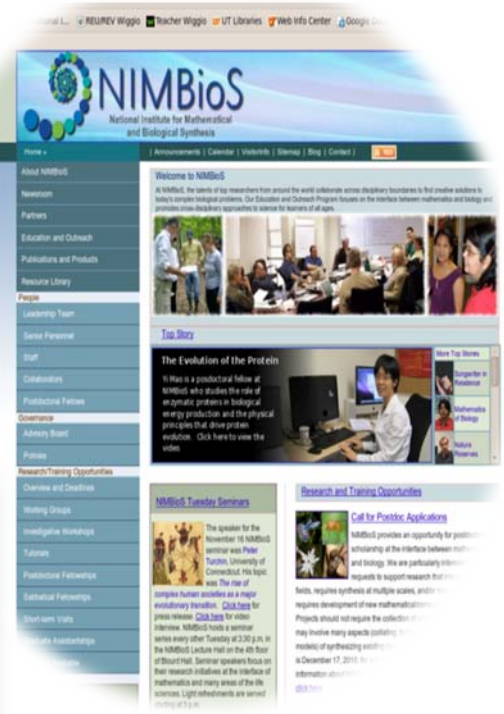 REU/REV Wiggio Teacher Wiggio UT Libraries Web Info Center Google
NIMBioS
National Institute for Mathematical
and Biological Synthesis
Home »
| Announcements | Calendar | VisitorInfo | Sitemap | Blog | Contact |
About NIMBioS
Newsroom
Partners
Education and Outreach
Publications and Products
Resource Library
People
Leadership Team
Senior Personnel
Staff
Collaborators
Postdoctoral Fellows
Governance
Advisory Board
Policies
Research/Training Opportunities
Overview and Deadlines
Working Groups
Investigative Workshops
Tutorials
Postdoctoral Fellowships
Sabbatical Fellowships
Short-term Visits
Graduate Assistantships
Welcome to NIMBioS
At NIMBioS, the talents of top researchers from around the world collaborate across disciplinary boundaries to find creative solutions to
today's complex biological problems. Our Education and Outreach Program focuses on the interface between mathematics and biology and
promotes cross-disciplinary approaches to science for learners of all ages.
Top Story
The Evolution of the Protein
Yi Mao is a posdoctoral fellow at
NIMBioS who studies the role of
enzymatic proteins in biological
energy production and the physical
principles that drive protein
evolution. Click here to view the
video
More Top Stories
Songwriter in
Residence
Mathematics
of Biology
Nature
Reserves
NIMBioS Tuesday Seminars
The speaker for the
November 16 NIMBioS
seminar was Peter
Turchin, University of
Connecticut. His topic
was The rise of
complex human societies as a major
evolutionary transition. Click here for
press release. Click here for video
interview. NIMBioS hosts a seminar
series every other Tuesday at 3:30 p.m. in
the NIMBioS Lecture Hall on the 4th floor
of Blount Hall. Seminar speakers focus on
their research initiatives at the interface of
mathematics and many areas of the life
sciences. Light refreshments are served
starting at 3 p.m.
Research and Training Opportunities
Call for Postdoc Applications
NIMBioS provides an opportunity for
scholarship at the interface between
and biology. We are particularly
requests to support research that
fields, requires synthesis at multiple scales, and/or
requires development of new mathematical
Projects should not require the collection of
may involve many aspects (collating,
models) of synthesizing existing
is December 17, 2010,
information about
click here